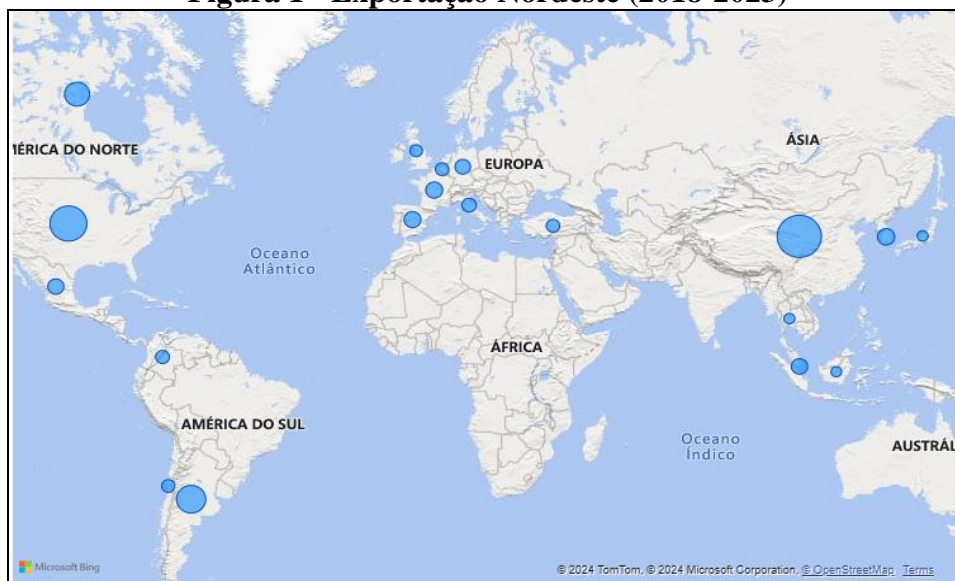 Figura 1 - Exportação Nordeste (2018-2023)
MÉRICA DO NORTE
EUROPA
ÁSIA
Oceano
Atlântico
ÁFRICA
AMÉRICA DO SUL
Oceano
Índico
AUSTRÁL
Microsoft Bing
© 2024 TomTom, © 2024 Microsoft Corporation, © OpenStreetMap Terms